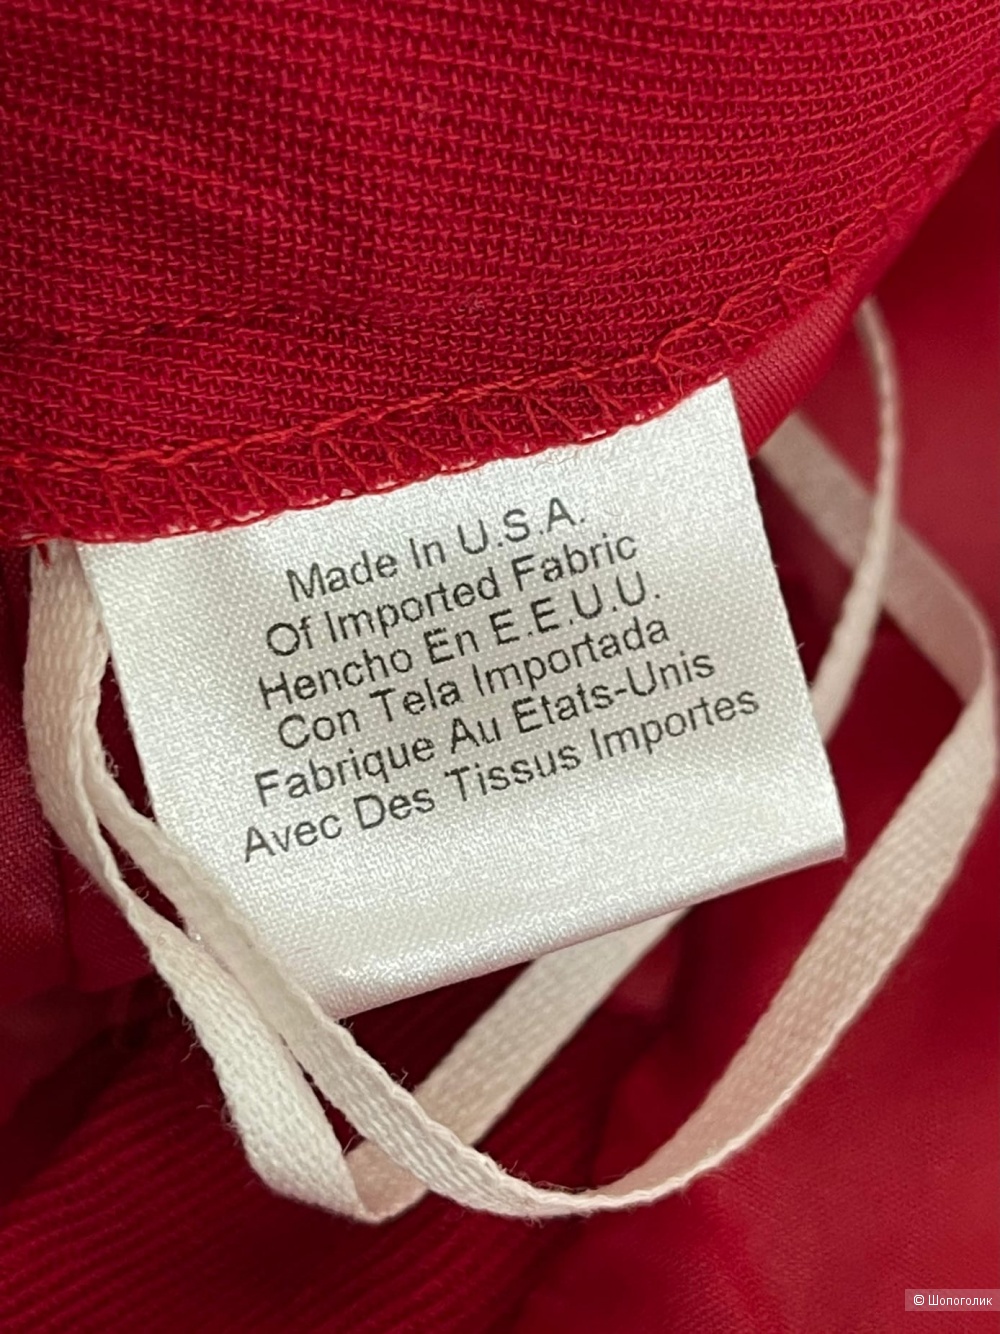 Made In U.S.A.
Of Imported Fabric
Hencho En E.E.U.U.
Con Tela Importada
Fabrique Au Etats-Unis
Avec Des Tissus Importes
© Шопоголик